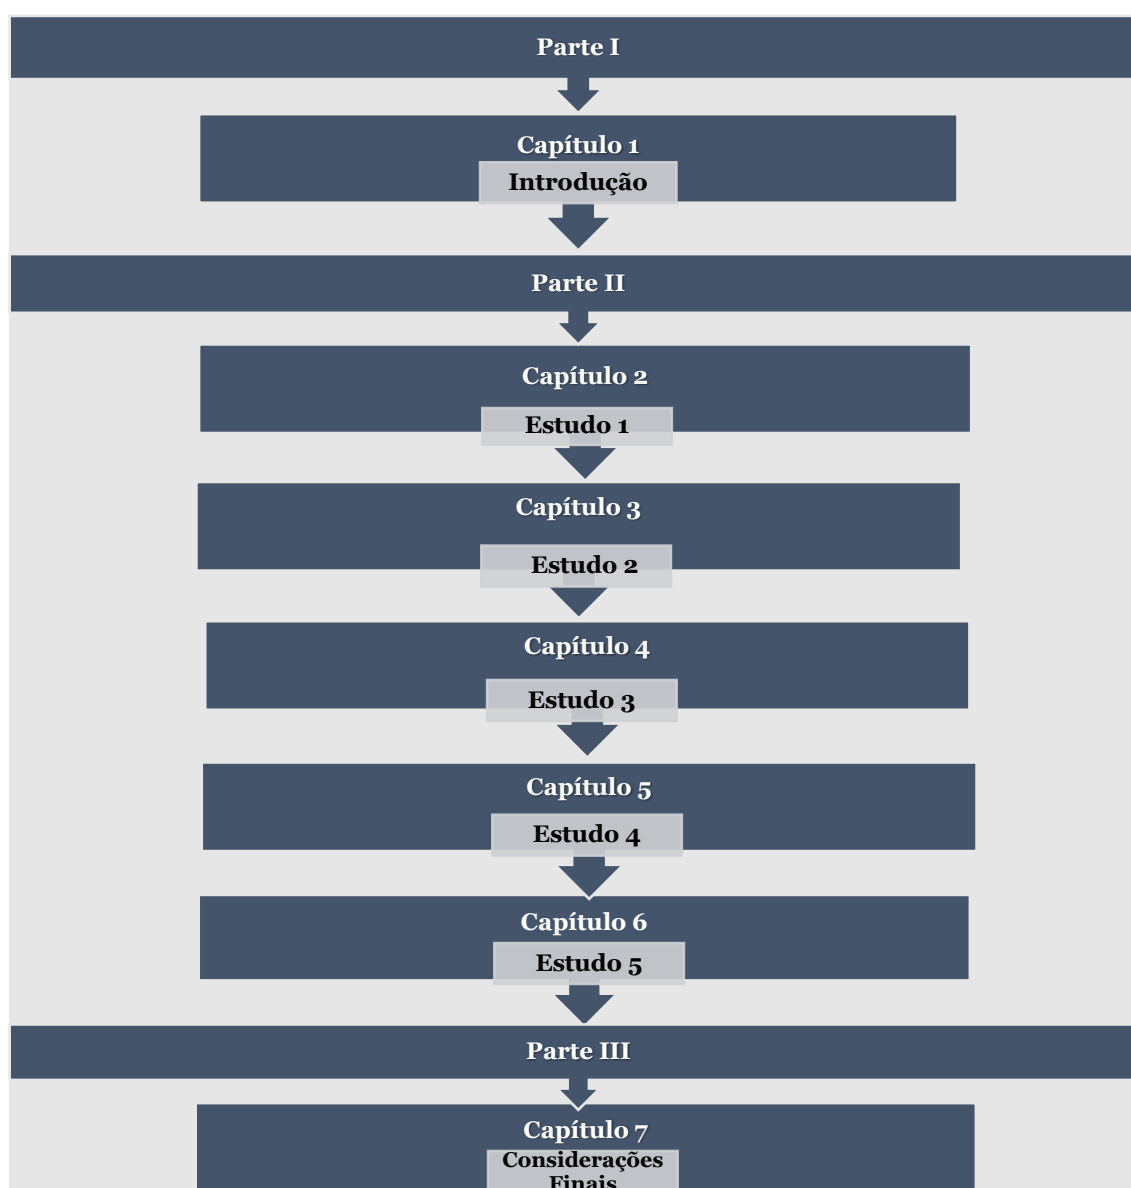 Parte I
Capítulo 1
Introdução
Parte II
Capítulo 2
Estudo 1
Capítulo 3
Estudo 2
Capítulo 4
Estudo 3
Capítulo 5
Estudo 4
Capítulo 6
Estudo 5
Parte III
Capítulo 7
Considerações
Finais